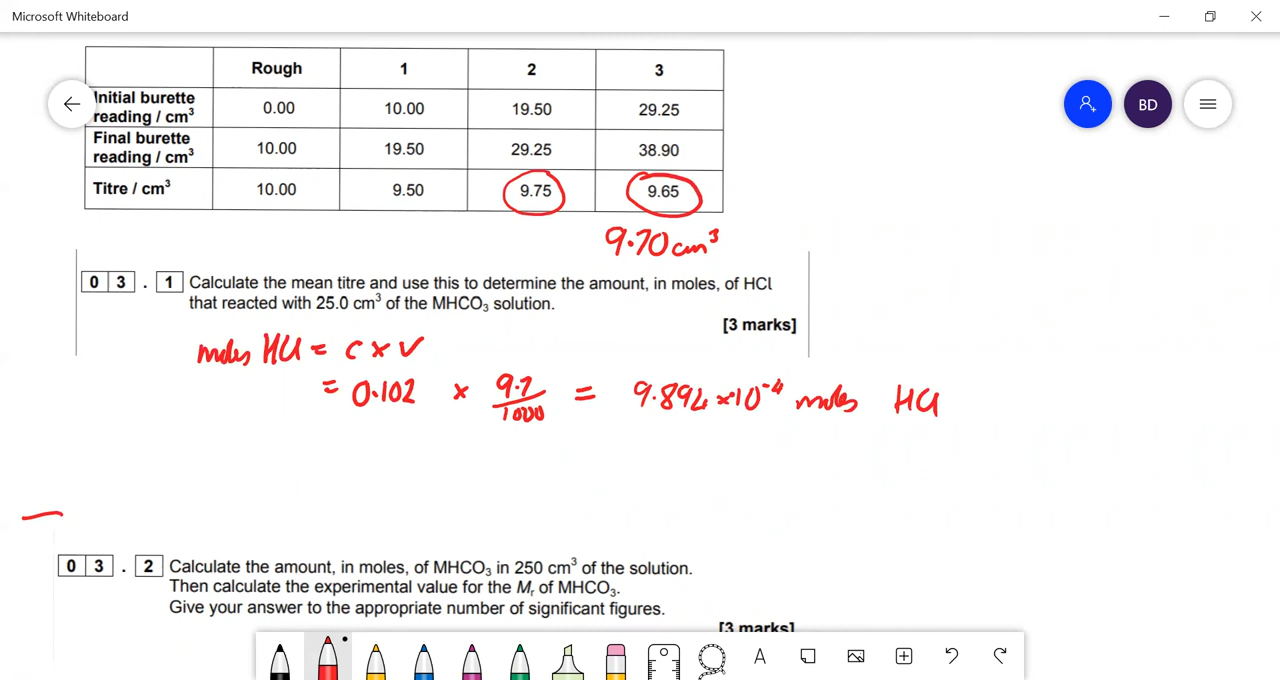 Microsoft Whiteboard
Rough 1 2 3
Initial burette reading / cm³ 0.00 10.00 19.50 29.25
Final burette reading / cm³ 10.00 19.50 29.25 38.90
Titre / cm³ 10.00 9.50 9.75 9.65
BD
9.70 cm³
0 3 . 1 Calculate the mean titre and use this to determine the amount, in moles, of HCl
that reacted with 25.0 cm³ of the MHCO₃ solution.
[3 marks]
moles HCl = c × v
= 0.102 × 9.7/1000 = 9.894 × 10⁻⁴ moles HCl
0 3 . 2 Calculate the amount, in moles, of MHCO₃ in 250 cm³ of the solution.
Then calculate the experimental value for the Mᵣ of MHCO₃.
Give your answer to the appropriate number of significant figures.
[3 marks]
A